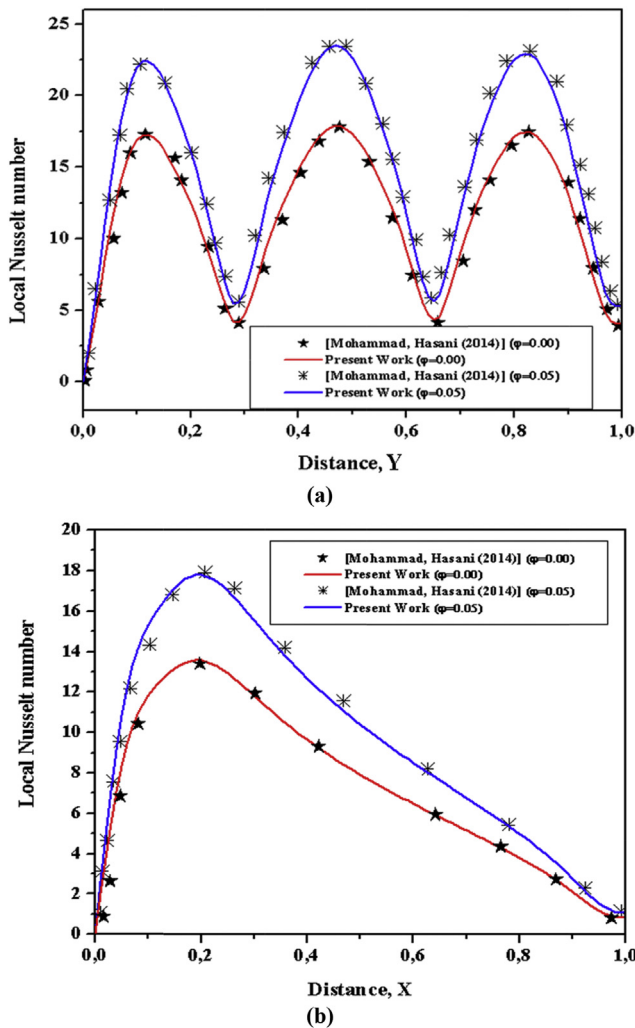 25
20
15
10
5
0
Local Nusselt number
★ [Mohammad, Hasani (2014)] (φ=0.00)
Present Work (φ=0.00)
[Mohammad, Hasani (2014)] (φ=0.05)
Present Work (φ=0.05)
0,0 0,2 0,4 0,6 0,8 1,0
Distance, Y
(a)
20
18
16
14
12
10
8
6
4
2
0
Local Nusselt number
★ [Mohammad, Hasani (2014)] (φ=0.00)
Present Work (φ=0.00)
[Mohammad, Hasani (2014)] (φ=0.05)
Present Work (φ=0.05)
0,0 0,2 0,4 0,6 0,8 1,0
Distance, X
(b)